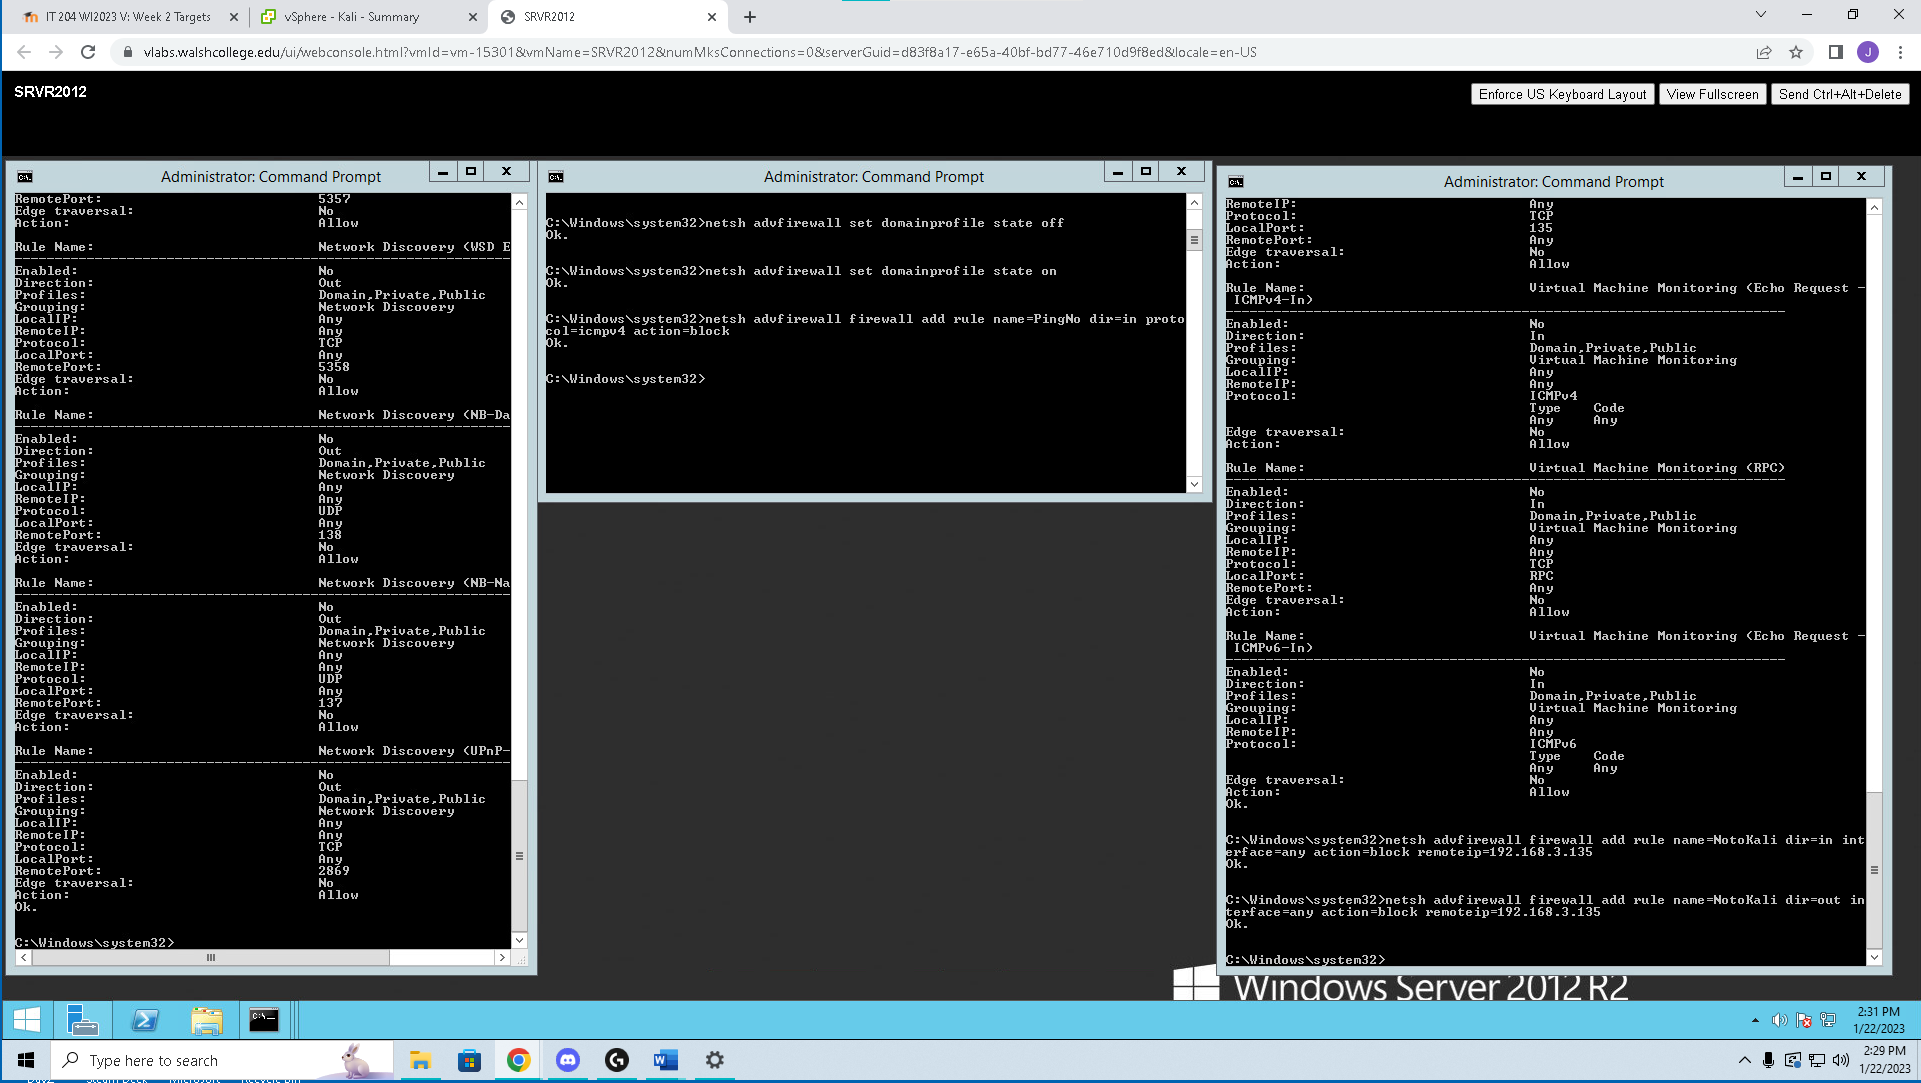 IT 204 WI2023 V: Week 2 Targets
vSphere - Kali - Summary
SRVR2012
vlabs.walshcollege.edu/ui/webconsole.html?vmId=vm-15301&vmName=SRVR2012&numMksConnections=0&serverGuid=d83f8a17-e65a-40bf-bd77-46e710d9f8ed&locale=en-US
J
SRVR2012
Enforce US Keyboard Layout
View Fullscreen
Send Ctrl+Alt+Delete
Administrator: Command Prompt
RemotePort: 5357
Edge traversal: No
Action: Allow
Rule Name: Network Discovery (WSD E
Enabled: No
Direction: Out
Profiles: Domain,Private,Public
Grouping: Network Discovery
LocalIP: Any
RemoteIP: Any
Protocol: TCP
LocalPort: Any
RemotePort: 5358
Edge traversal: No
Action: Allow
Rule Name: Network Discovery (NB-Da
Enabled: No
Direction: Out
Profiles: Domain,Private,Public
Grouping: Network Discovery
LocalIP: Any
RemoteIP: Any
Protocol: UDP
LocalPort: Any
RemotePort: 138
Edge traversal: No
Action: Allow
Rule Name: Network Discovery (NB-Na
Enabled: No
Direction: Out
Profiles: Domain,Private,Public
Grouping: Network Discovery
LocalIP: Any
RemoteIP: Any
Protocol: UDP
LocalPort: Any
RemotePort: 137
Edge traversal: No
Action: Allow
Rule Name: Network Discovery (UPnP-
Enabled: No
Direction: Out
Profiles: Domain,Private,Public
Grouping: Network Discovery
LocalIP: Any
RemoteIP: Any
Protocol: TCP
LocalPort: Any
RemotePort: 2869
Edge traversal: No
Action: Allow
Ok.
C:\Windows\system32>
Administrator: Command Prompt
C:\Windows\system32>netsh advfirewall set domainprofile state off
Ok.
C:\Windows\system32>netsh advfirewall set domainprofile state on
Ok.
C:\Windows\system32>netsh advfirewall firewall add rule name=PingNo dir=in proto
col=icmpv4 action=block
Ok.
C:\Windows\system32>
Administrator: Command Prompt
RemoteIP: Any
Protocol: TCP
LocalPort: 135
RemotePort: Any
Edge traversal: No
Action: Allow
Rule Name: Virtual Machine Monitoring (Echo Request -
ICMPv4-In)
Enabled: No
Direction: In
Profiles: Domain,Private,Public
Grouping: Virtual Machine Monitoring
LocalIP: Any
RemoteIP: Any
Protocol: ICMPv4
Type Code
Any Any
Edge traversal: No
Action: Allow
Rule Name: Virtual Machine Monitoring (RPC)
Enabled: No
Direction: In
Profiles: Domain,Private,Public
Grouping: Virtual Machine Monitoring
LocalIP: Any
RemoteIP: Any
Protocol: TCP
LocalPort: RPC
RemotePort: Any
Edge traversal: No
Action: Allow
Rule Name: Virtual Machine Monitoring (Echo Request -
ICMPv6-In)
Enabled: No
Direction: In
Profiles: Domain,Private,Public
Grouping: Virtual Machine Monitoring
LocalIP: Any
RemoteIP: Any
Protocol: ICMPv6
Type Code
Any Any
Edge traversal: No
Action: Allow
Ok.
C:\Windows\system32>netsh advfirewall firewall add rule name=NotoKali dir=in int
erface=any action=block remoteip=192.168.3.135
Ok.
C:\Windows\system32>netsh advfirewall firewall add rule name=NotoKali dir=out in
terface=any action=block remoteip=192.168.3.135
Ok.
C:\Windows\system32>
Windows Server 2012 R2
2:31 PM
1/22/2023
Type here to search
2:29 PM
1/22/2023